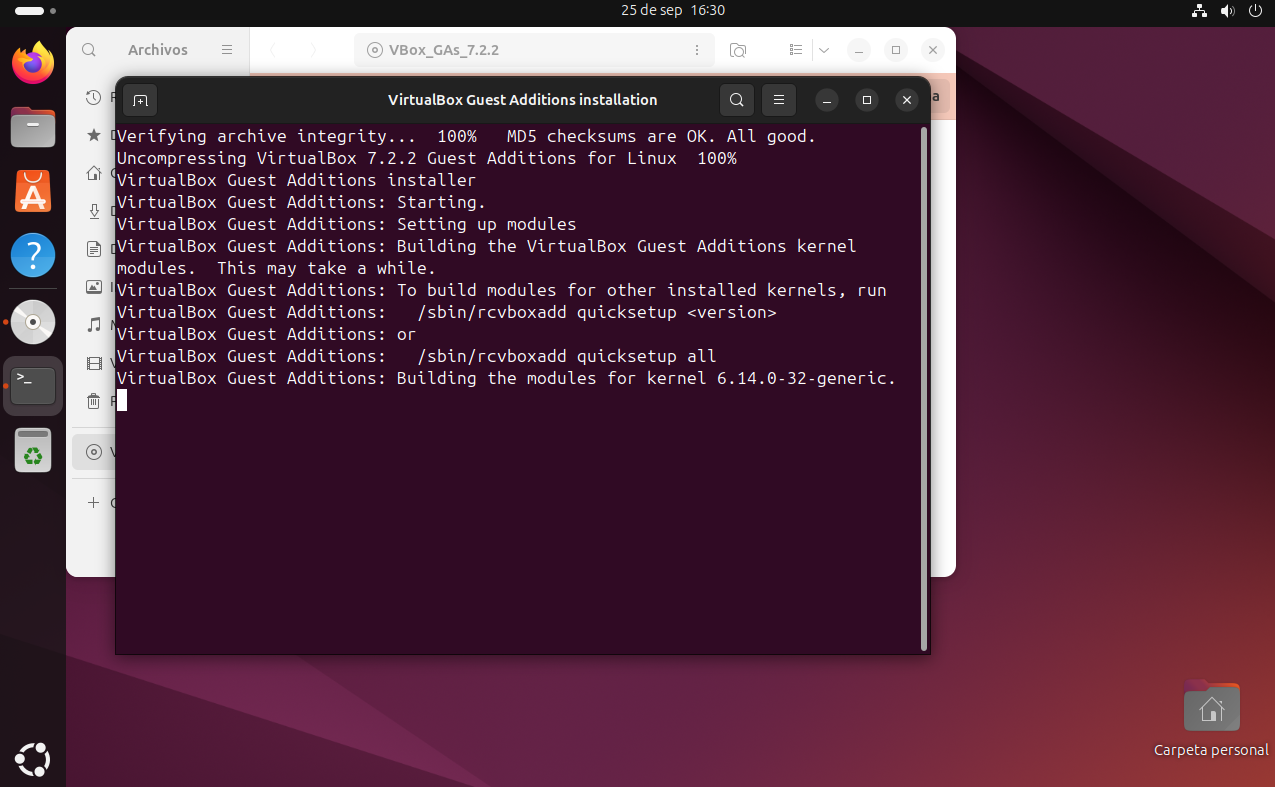 25 de sep 16:30
Archivos
VBox_GAs_7.2.2
VirtualBox Guest Additions installation
Verifying archive integrity...  100%   MD5 checksums are OK. All good.
Uncompressing VirtualBox 7.2.2 Guest Additions for Linux  100%
VirtualBox Guest Additions installer
VirtualBox Guest Additions: Starting.
VirtualBox Guest Additions: Setting up modules
VirtualBox Guest Additions: Building the VirtualBox Guest Additions kernel
modules.  This may take a while.
VirtualBox Guest Additions: To build modules for other installed kernels, run
VirtualBox Guest Additions:   /sbin/rcvboxadd quicksetup <version>
VirtualBox Guest Additions: or
VirtualBox Guest Additions:   /sbin/rcvboxadd quicksetup all
VirtualBox Guest Additions: Building the modules for kernel 6.14.0-32-generic.
Carpeta personal